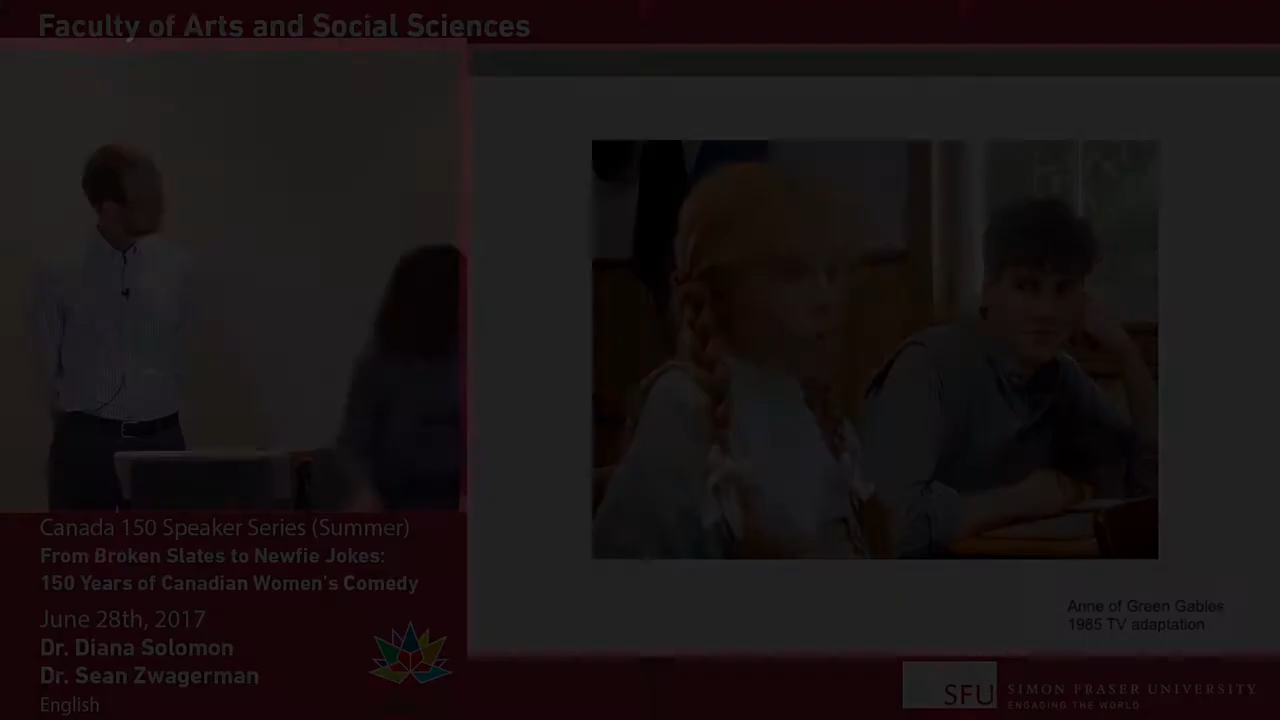 Faculty of Arts and Social Sciences
Canada 150 Speaker Series (Summer)
From Broken Slates to Newfie Jokes:
150 Years of Canadian Women's Comedy
June 28th, 2017
Dr. Diana Solomon
Dr. Sean Zwagerman
English
Anne of Green Gables
1985 TV adaptation
SFU
SIMON FRASER UNIVERSITY
ENGAGING THE WORLD